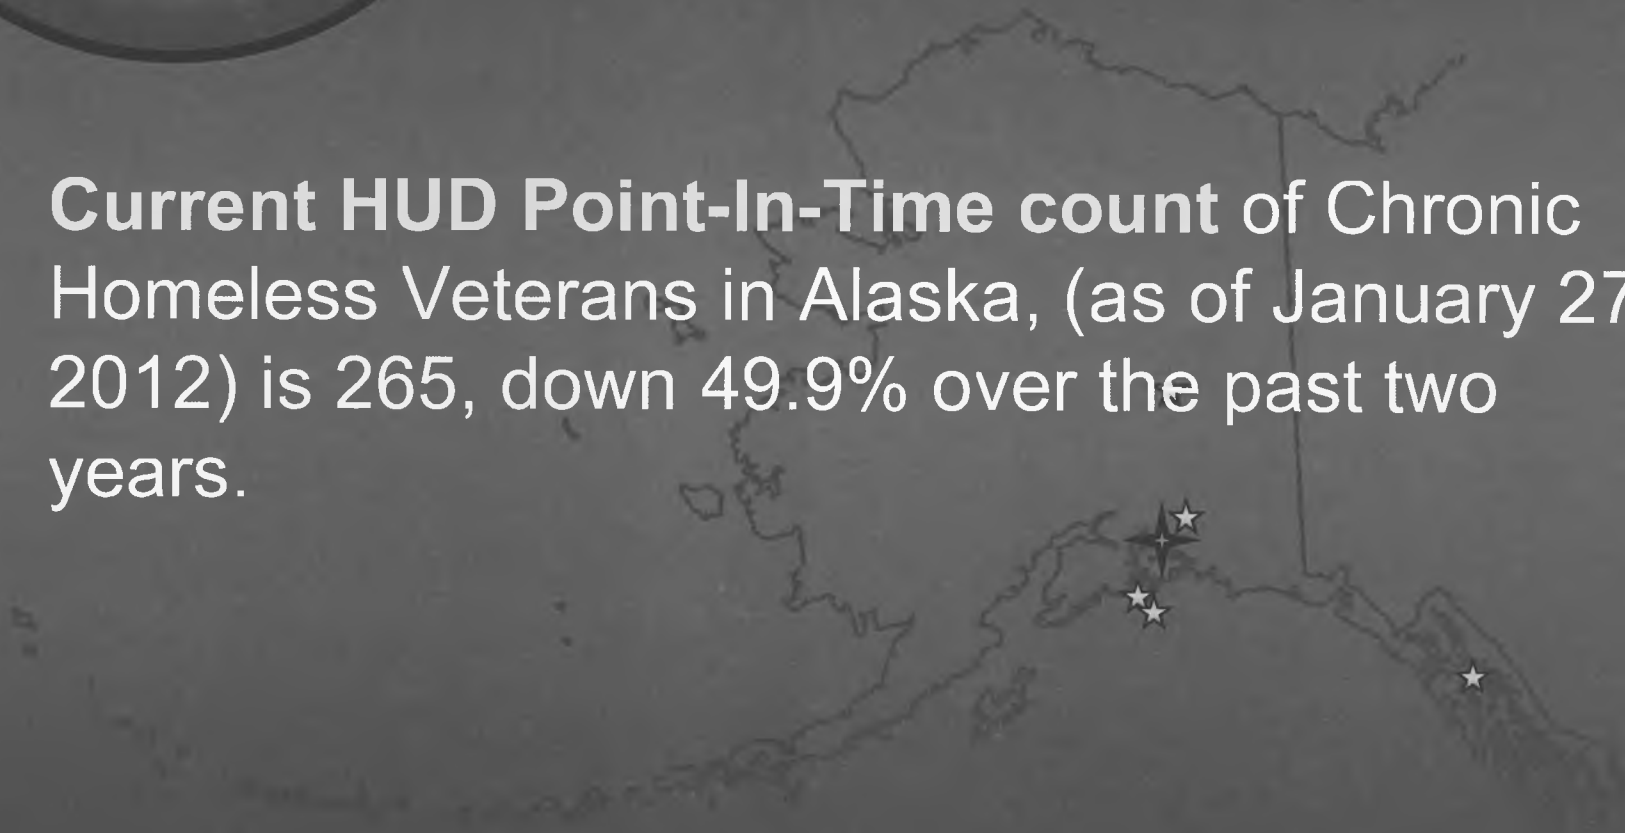 Current HUD Point-In-Time count of Chronic
Homeless Veterans in Alaska, (as of January 27
2012) is 265, down 49.9% over the past two
years.